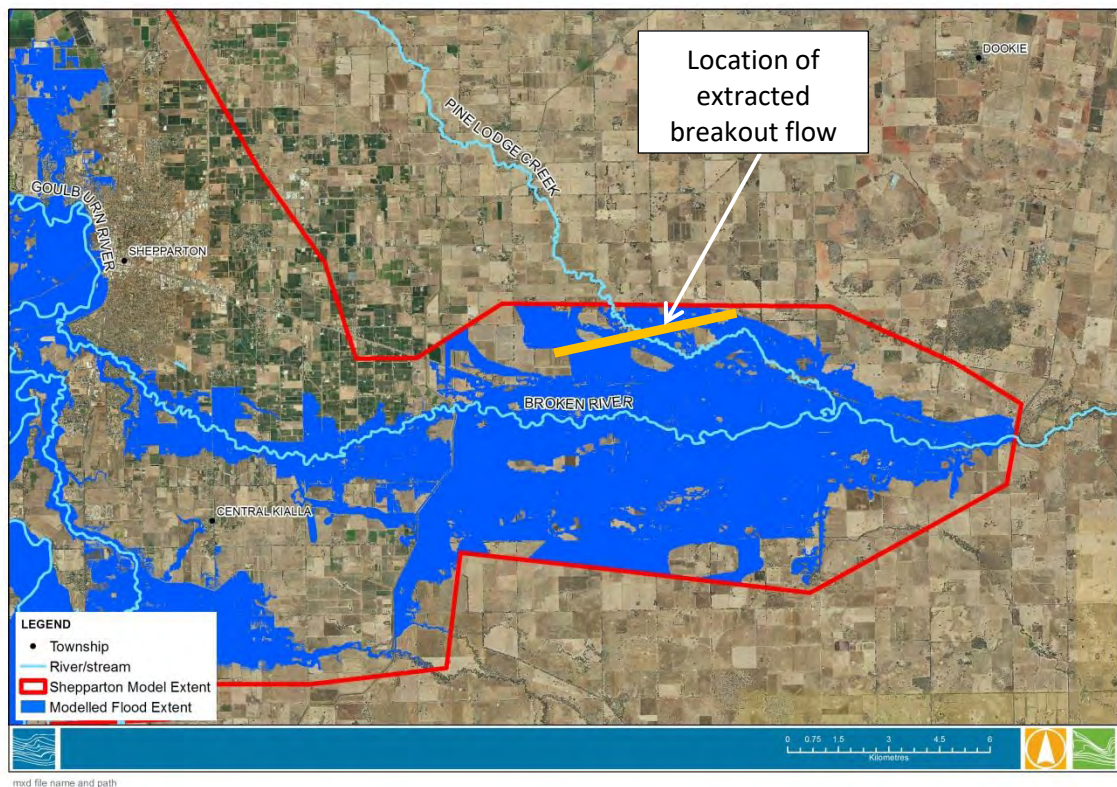 Location of
extracted
breakout flow
DOOKIE
PINE LODGE CREEK
GOULB URN RIVER
SHEPPARTON
BROKEN RIVER
CENTRAL KIALLA
LEGEND
Township
River/stream
Shepparton Model Extent
Modelled Flood Extent
0 0.75 1.5 3 4.5 6
Kilometres
mxd file name and path